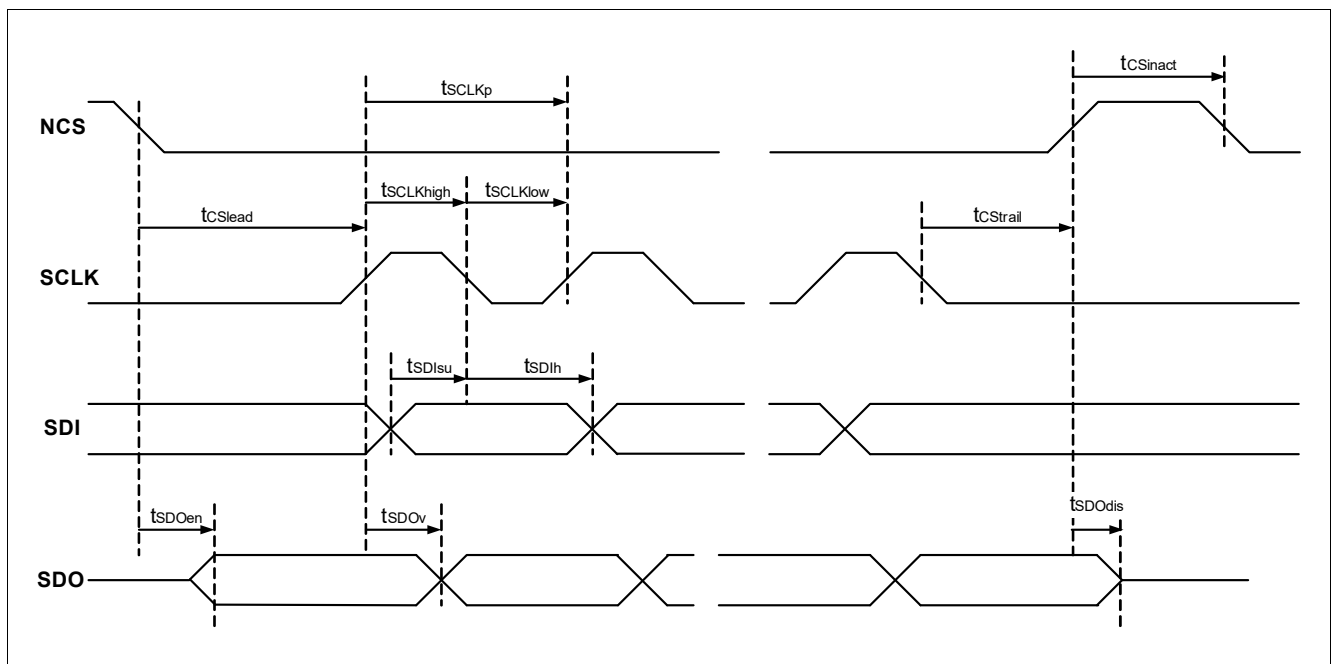 tCSinact
tSCLKp
NCS
tSCLKhigh tSCLKlow
tCSlead
tCStrail
SCLK
tSDIsu tSDIh
SDI
tSDOen tSDOv tSDOdis
SDO